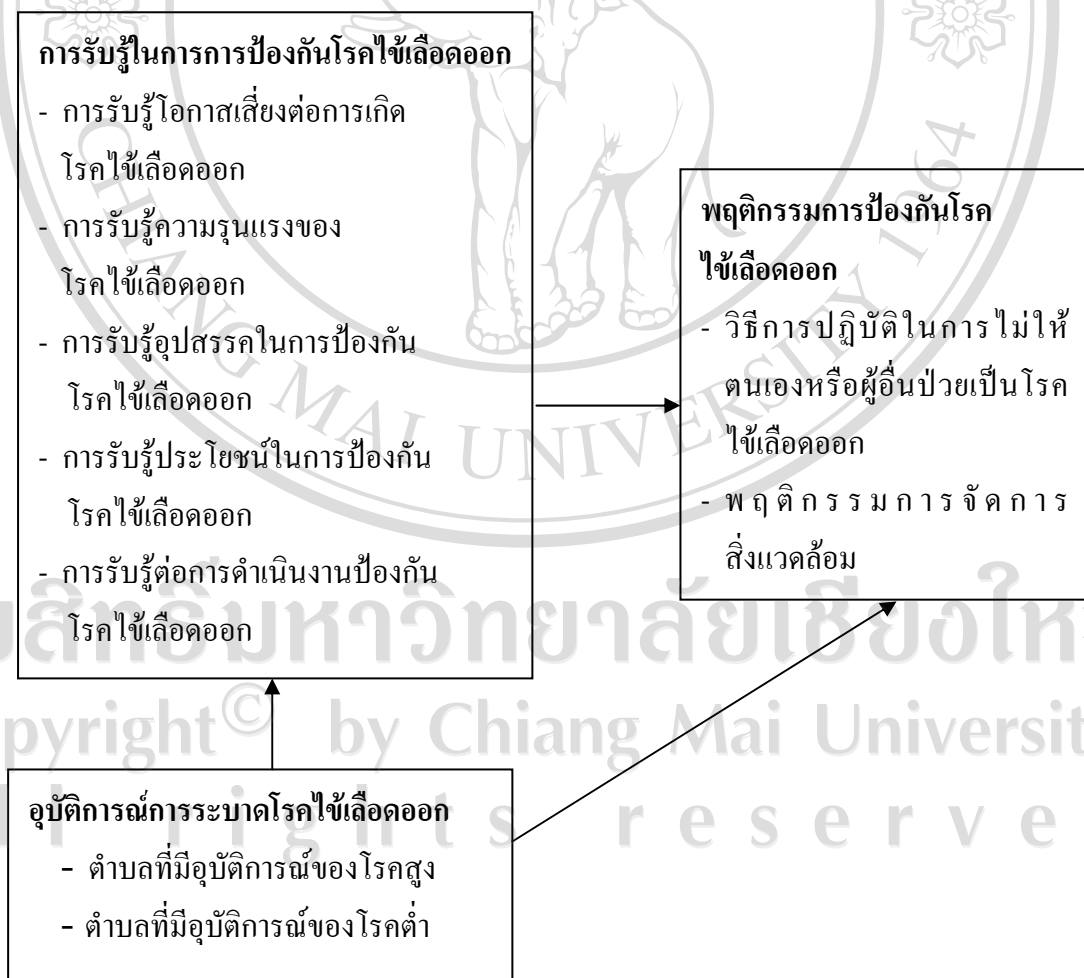 การรับรู้ในการการป้องกันโรคไข้เลือดออก
- การรับรู้โอกาสเสี่ยงต่อการเกิด
โรคไข้เลือดออก
- การรับรู้ความรุนแรงของ
โรคไข้เลือดออก
- การรับรู้อุปสรรคในการป้องกัน
โรคไข้เลือดออก
- การรับรู้ประโยชน์ในการป้องกัน
โรคไข้เลือดออก
- การรับรู้ต่อการดำเนินงานป้องกัน
โรคไข้เลือดออก
พฤติกรรมการป้องกันโรค
ไข้เลือดออก
- วิธีการปฏิบัติในการไม่ให้
ตนเองหรือผู้อื่นป่วยเป็นโรค
ไข้เลือดออก
- พฤติกรรมการจัดการ
สิ่งแวดล้อม
อุบัติการณ์การระบาดโรคไข้เลือดออก
- ตำบลที่มีอุบัติการณ์ของโรคสูง
- ตำบลที่มีอุบัติการณ์ของโรคต่ำ
CHIANG MAI UNIVERSITY 1964
ยสิทธิ์มหาวิทยาลัยเชียงให
pyright© by Chiang Mai Universit
l rights reserve